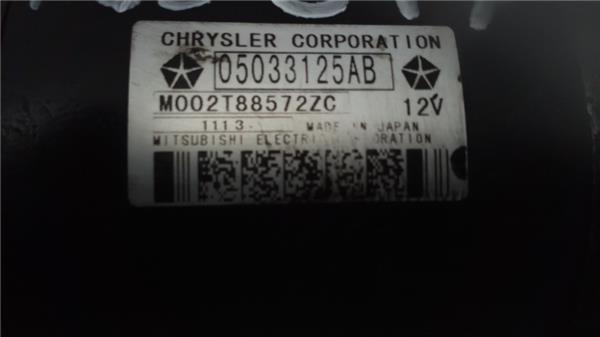 CHRYSLER CORPORATION
05033125AB
M002T88572ZC 12V
1113- MADE IN JAPAN
MITSUBISHI